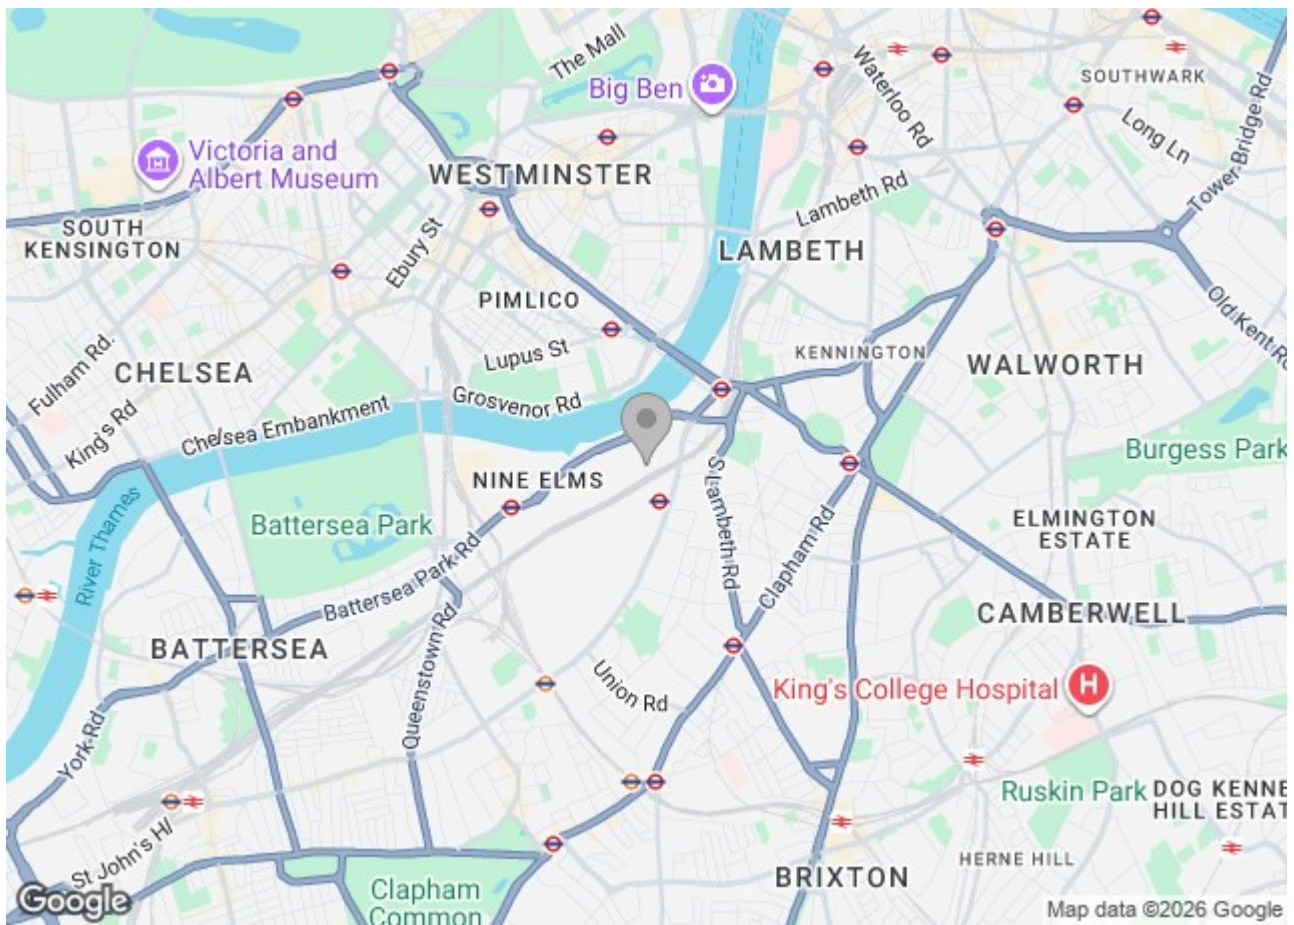 The Mall
Big Ben
Waterloo Rd
SOUTHWARK
Long Ln
Tower Bridge Rd
Victoria and
Albert Museum
WESTMINSTER
Lambeth Rd
SOUTH
KENSINGTON
Ebury St
LAMBETH
PIMLICO
Old Kent Rd
Lupus St
KENNINGTON
WALWORTH
Fulham Rd.
CHELSEA
King's Rd
Chelsea Embankment
Grosvenor Rd
Burgess Park
NINE ELMS
S Lambeth Rd
Clapham Rd
ELMINGTON
ESTATE
Battersea Park
River Thames
Battersea Park Rd
CAMBERWELL
BATTERSEA
Queenstown Rd
Union Rd
King's College Hospital
H
York Rd
Ruskin Park
DOG KENNE
HILL ESTAT
St John's Hl
HERNE HILL
BRIXTON
Clapham
Common
Google
Map data ©2026 Google